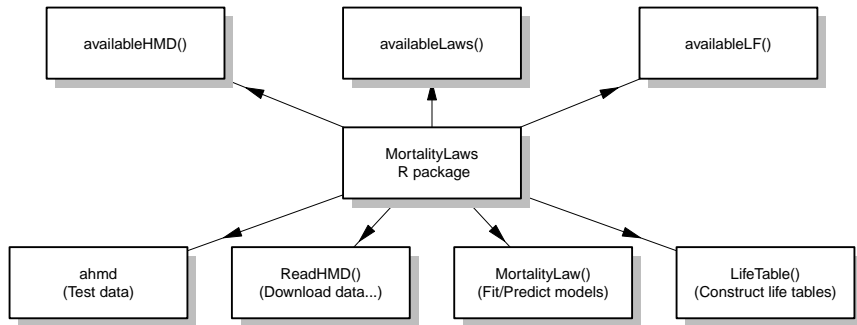 availableHMD()
availableLaws()
availableLF()
MortalityLaws
R package
ahmd
(Test data)
ReadHMD()
(Download data...)
MortalityLaw()
(Fit/Predict models)
LifeTable()
(Construct life tables)